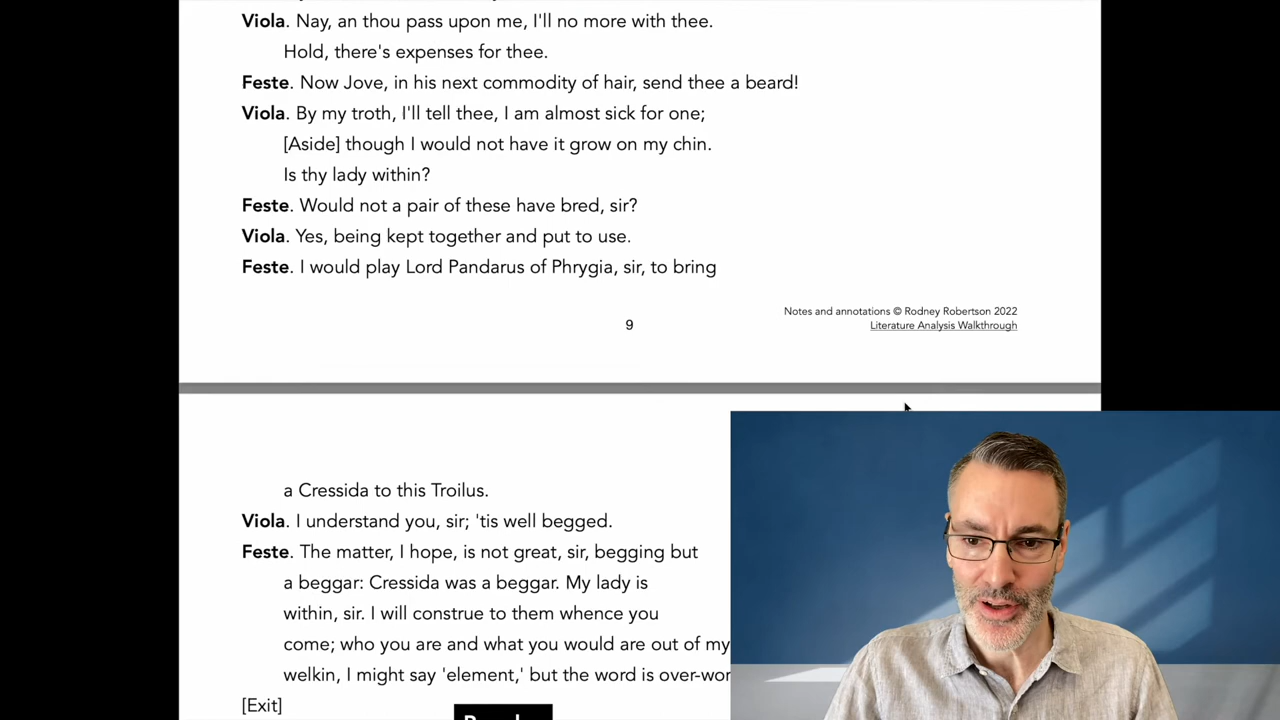 Viola. Nay, an thou pass upon me, I'll no more with thee.
Hold, there's expenses for thee.
Feste. Now Jove, in his next commodity of hair, send thee a beard!
Viola. By my troth, I'll tell thee, I am almost sick for one;
[Aside] though I would not have it grow on my chin.
Is thy lady within?
Feste. Would not a pair of these have bred, sir?
Viola. Yes, being kept together and put to use.
Feste. I would play Lord Pandarus of Phrygia, sir, to bring
Notes and annotations © Rodney Robertson 2022
9
Literature Analysis Walkthrough
a Cressida to this Troilus.
Viola. I understand you, sir; 'tis well begged.
Feste. The matter, I hope, is not great, sir, begging but
a beggar: Cressida was a beggar. My lady is
within, sir. I will construe to them whence you
come; who you are and what you would are out of my
welkin, I might say 'element,' but the word is over-wor
[Exit]